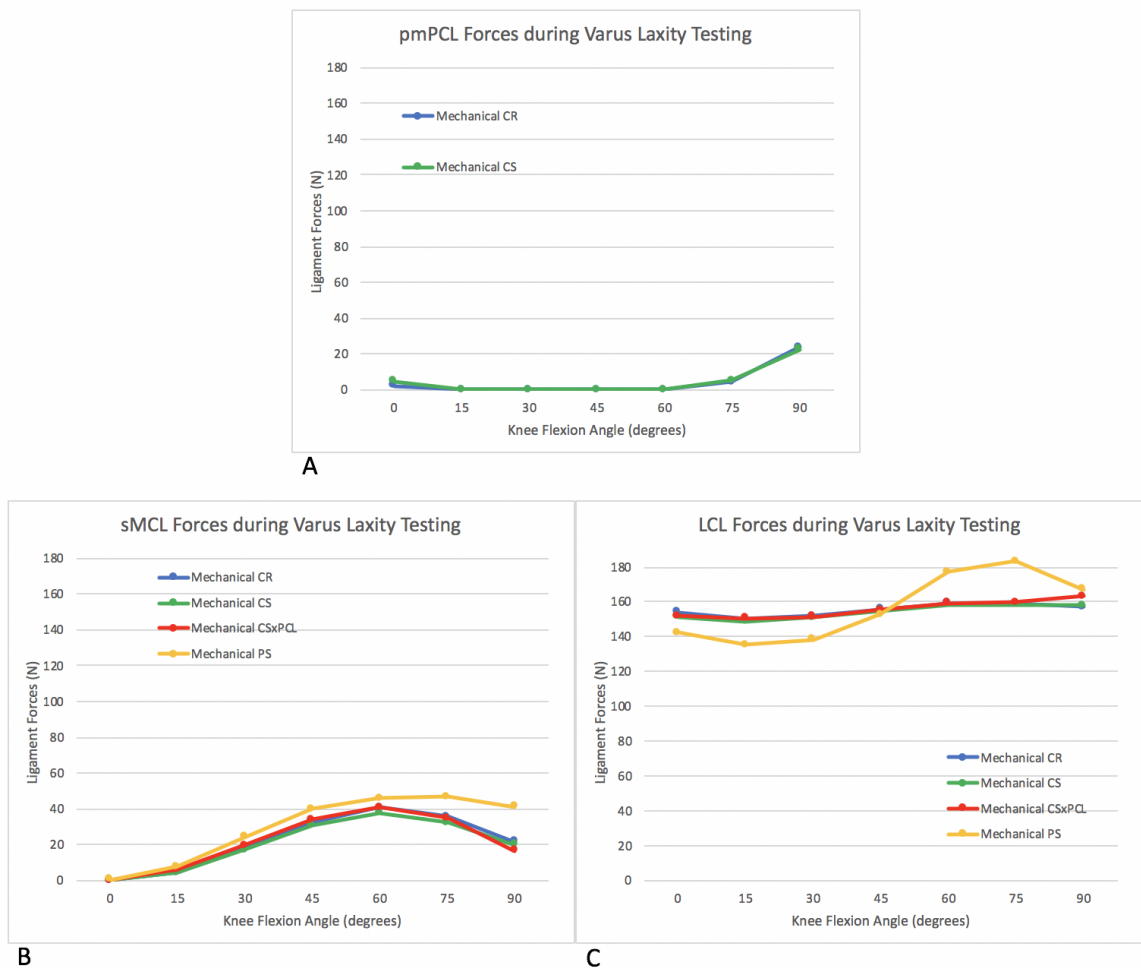 pmPCL Forces during Varus Laxity Testing
Ligament Forces (N)
180
160
140
120
100
80
60
40
20
0
Mechanical CR
Mechanical CS
0 15 30 45 60 75 90
Knee Flexion Angle (degrees)
A
sMCL Forces during Varus Laxity Testing
Ligament Forces (N)
180
160
140
120
100
80
60
40
20
0
Mechanical CR
Mechanical CS
Mechanical CSxPCL
Mechanical PS
0 15 30 45 60 75 90
Knee Flexion Angle (degrees)
B
LCL Forces during Varus Laxity Testing
Ligament Forces (N)
180
160
140
120
100
80
60
40
20
0
Mechanical CR
Mechanical CS
Mechanical CSxPCL
Mechanical PS
0 15 30 45 60 75 90
Knee Flexion Angle (degrees)
C